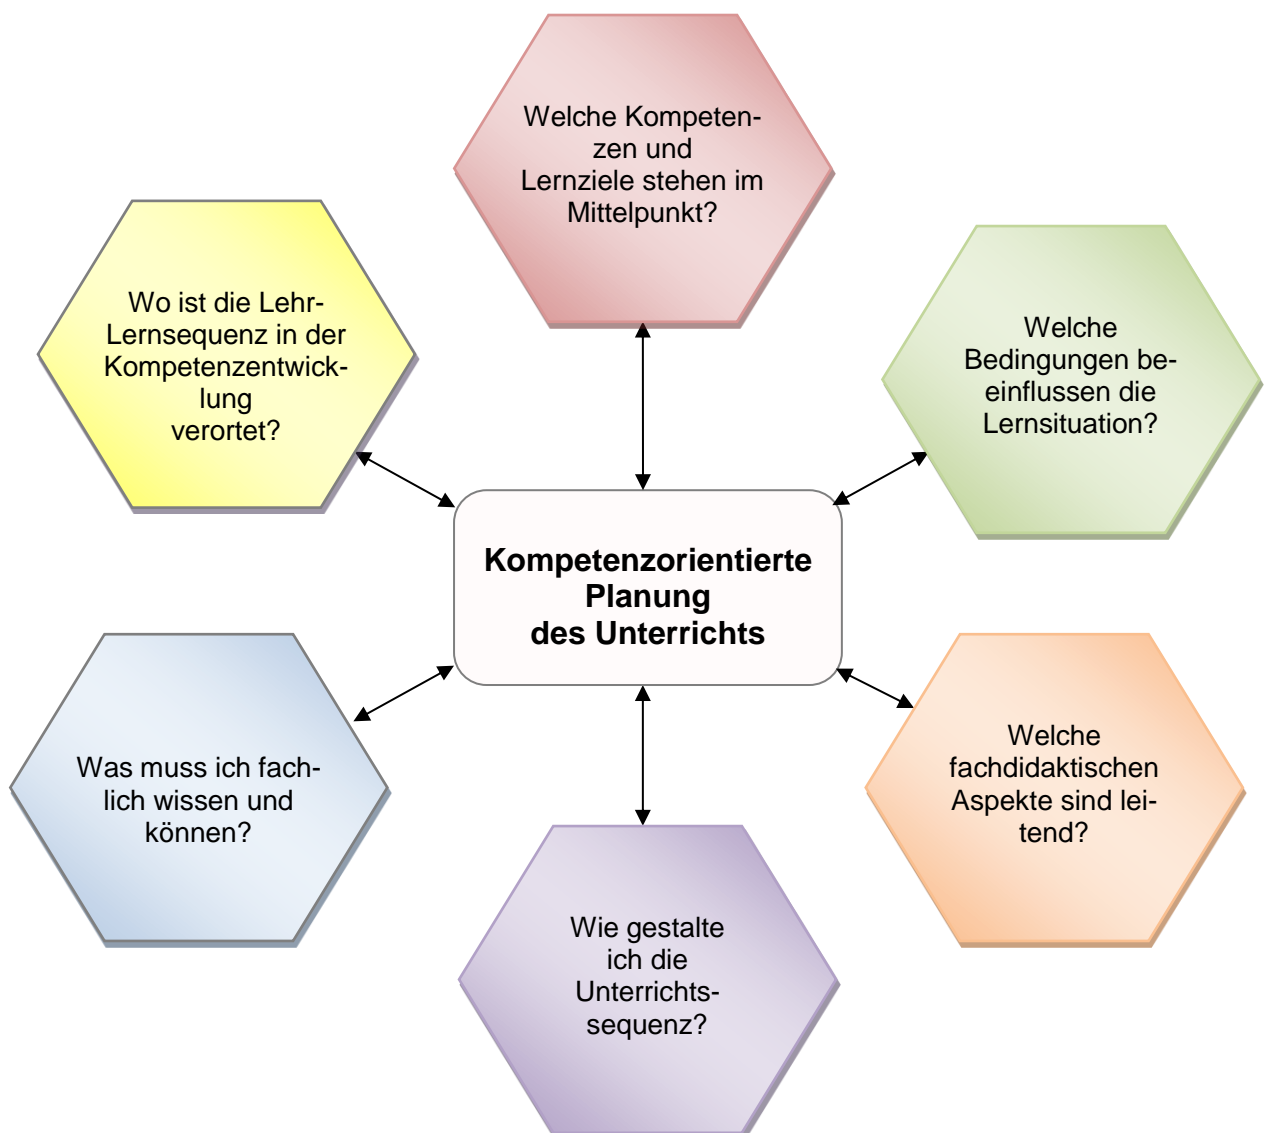 Welche Kompeten-
zen und
Lernziele stehen im
Mittelpunkt?
Wo ist die Lehr-
Lernsequenz in der
Kompetenzentwick-
lung
verortet?
Welche
Bedingungen be-
einflussen die
Lernsituation?
Kompetenzorientierte
Planung
des Unterrichts
Was muss ich fach-
lich wissen und
können?
Welche
fachdidaktischen
Aspekte sind lei-
tend?
Wie gestalte
ich die
Unterrichts-
sequenz?